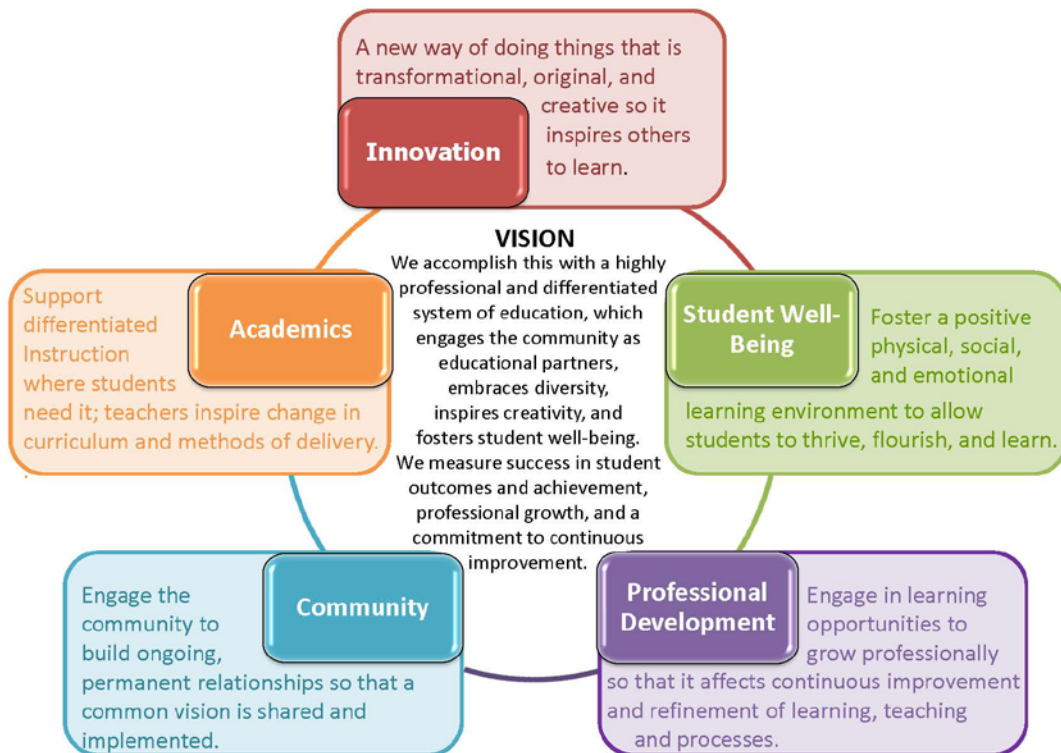 A new way of doing things that is
transformational, original, and
creative so it
inspires others
to learn.
Innovation
VISION
We accomplish this with a highly
professional and differentiated
system of education, which
engages the community as
educational partners,
embraces diversity,
inspires creativity, and
fosters student well-being.
We measure success in student
outcomes and achievement,
professional growth, and a
commitment to continuous
improvement.
Student Well-
Being
Foster a positive
physical, social,
and emotional
learning environment to allow
students to thrive, flourish, and learn.
Professional
Development
Engage in learning
opportunities to
grow professionally
so that it affects continuous improvement
and refinement of learning, teaching
and processes.
Community
Engage the
community to
build ongoing,
permanent relationships so that a
common vision is shared and
implemented.
Academics
Support
differentiated
Instruction
where students
need it; teachers inspire change in
curriculum and methods of delivery.
.